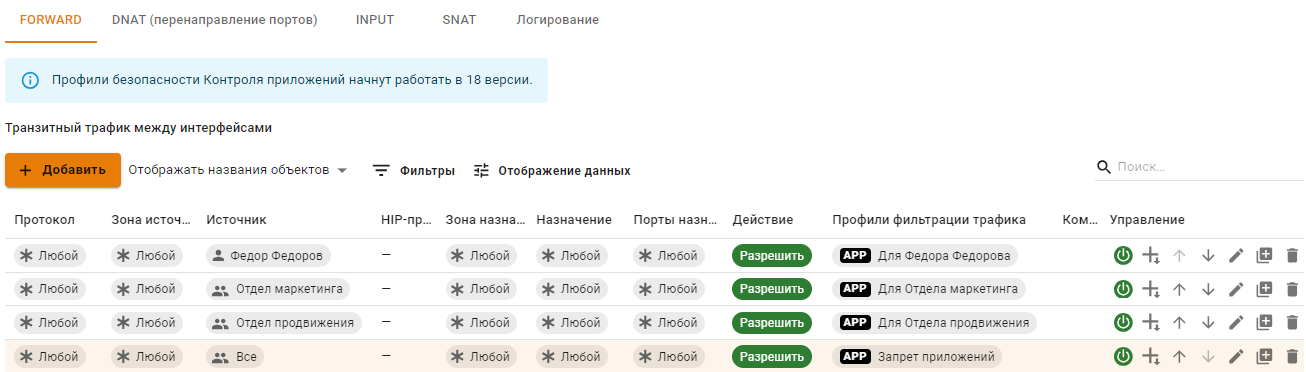 FORWARD DNAT (перенаправление портов) INPUT SNAT Логирование
Профили безопасности Контроля приложений начнут работать в 18 версии.
Транзитный трафик между интерфейсами
Добавить Отображать названия объектов Фильтры Отображение данных Поиск...
Протокол Зона источ... Источник HIP-пр... Зона назна... Назначение Порты назн... Действие Профили фильтрации трафика Ком... Управление
Любой Любой Федор Федоров — Любой Любой Любой Разрешить APP Для Федора Федорова
Любой Любой Отдел маркетинга — Любой Любой Любой Разрешить APP Для Отдела маркетинга
Любой Любой Отдел продвижения — Любой Любой Любой Разрешить APP Для Отдела продвижения
Любой Любой Все — Любой Любой Любой Разрешить APP Запрет приложений